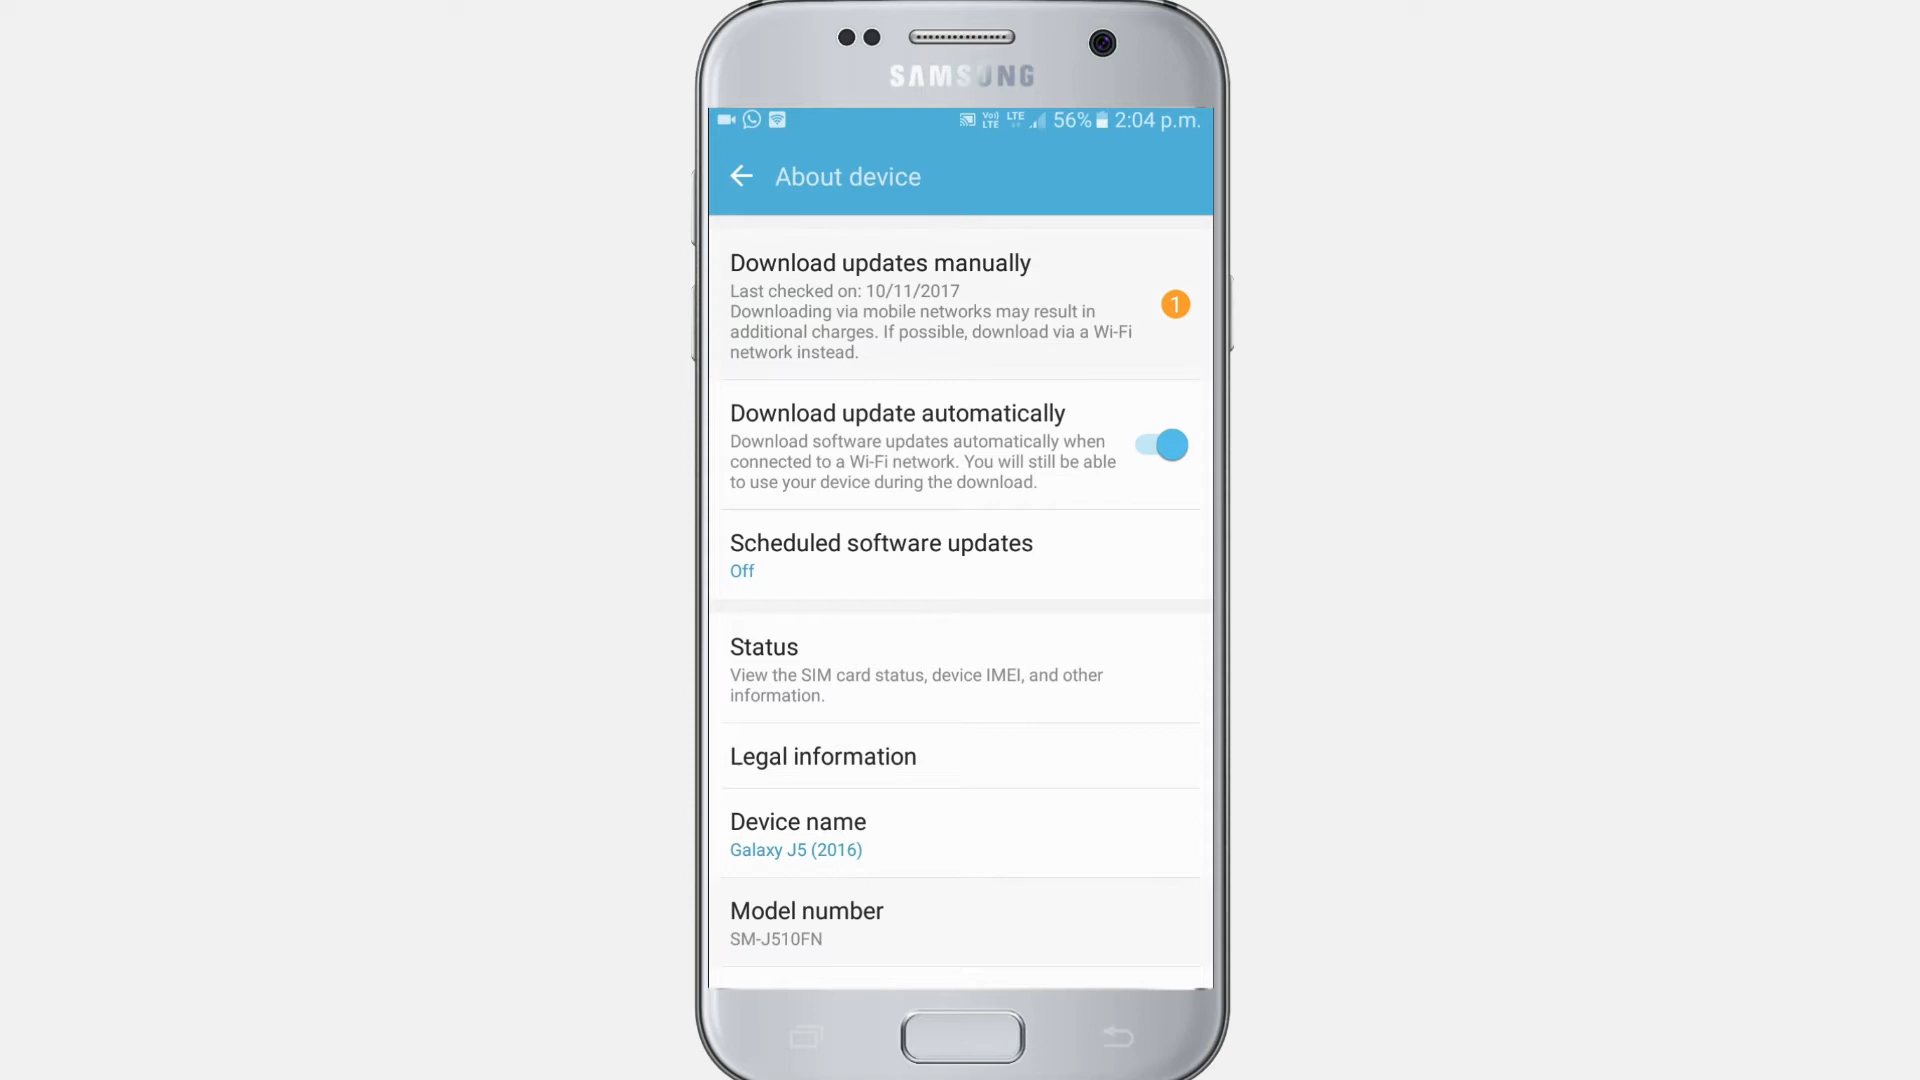 SAMSUNG
Vo) LTE LTE 56% 2:04 p.m.
About device
Download updates manually
Last checked on: 10/11/2017
Downloading via mobile networks may result in
additional charges. If possible, download via a Wi-Fi
network instead.
1
Download update automatically
Download software updates automatically when
connected to a Wi-Fi network. You will still be able
to use your device during the download.
Scheduled software updates
Off
Status
View the SIM card status, device IMEI, and other
information.
Legal information
Device name
Galaxy J5 (2016)
Model number
SM-J510FN